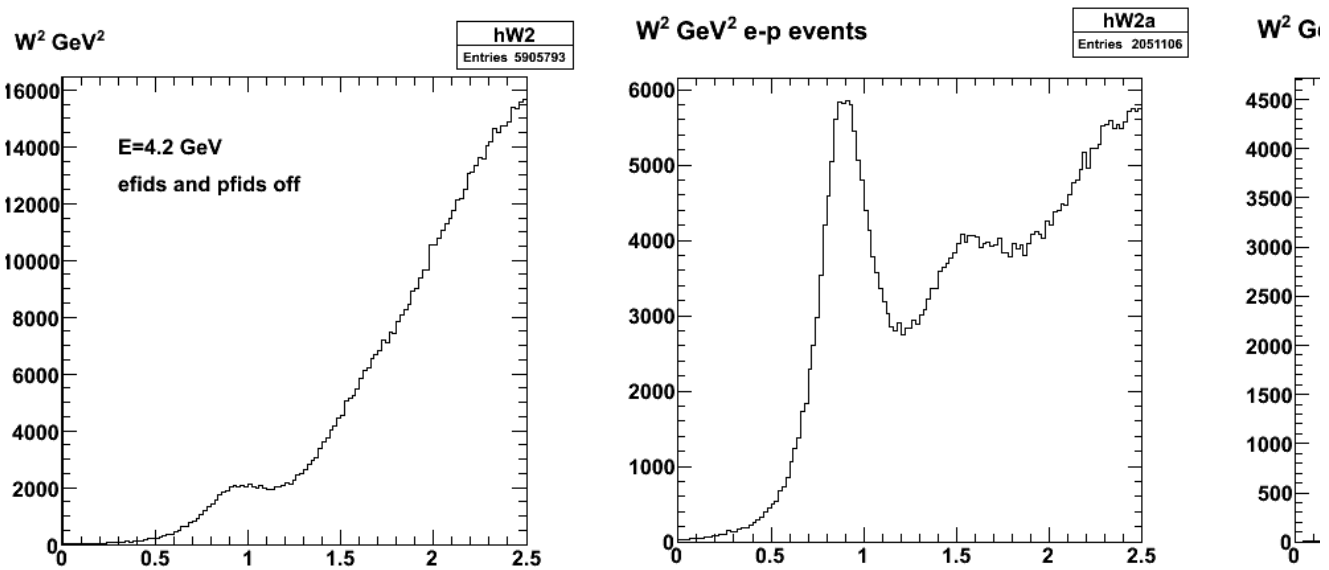 W² GeV²
hW2
Entries 5905793
E=4.2 GeV
efids and pfids off
16000
14000
12000
10000
8000
6000
4000
2000
0
0 0.5 1 1.5 2 2.5
W² GeV² e-p events
hW2a
Entries 2051106
6000
5000
4000
3000
2000
1000
0
0 0.5 1 1.5 2 2.5
W² Ge
4500
4000
3500
3000
2500
2000
1500
1000
500
0
0